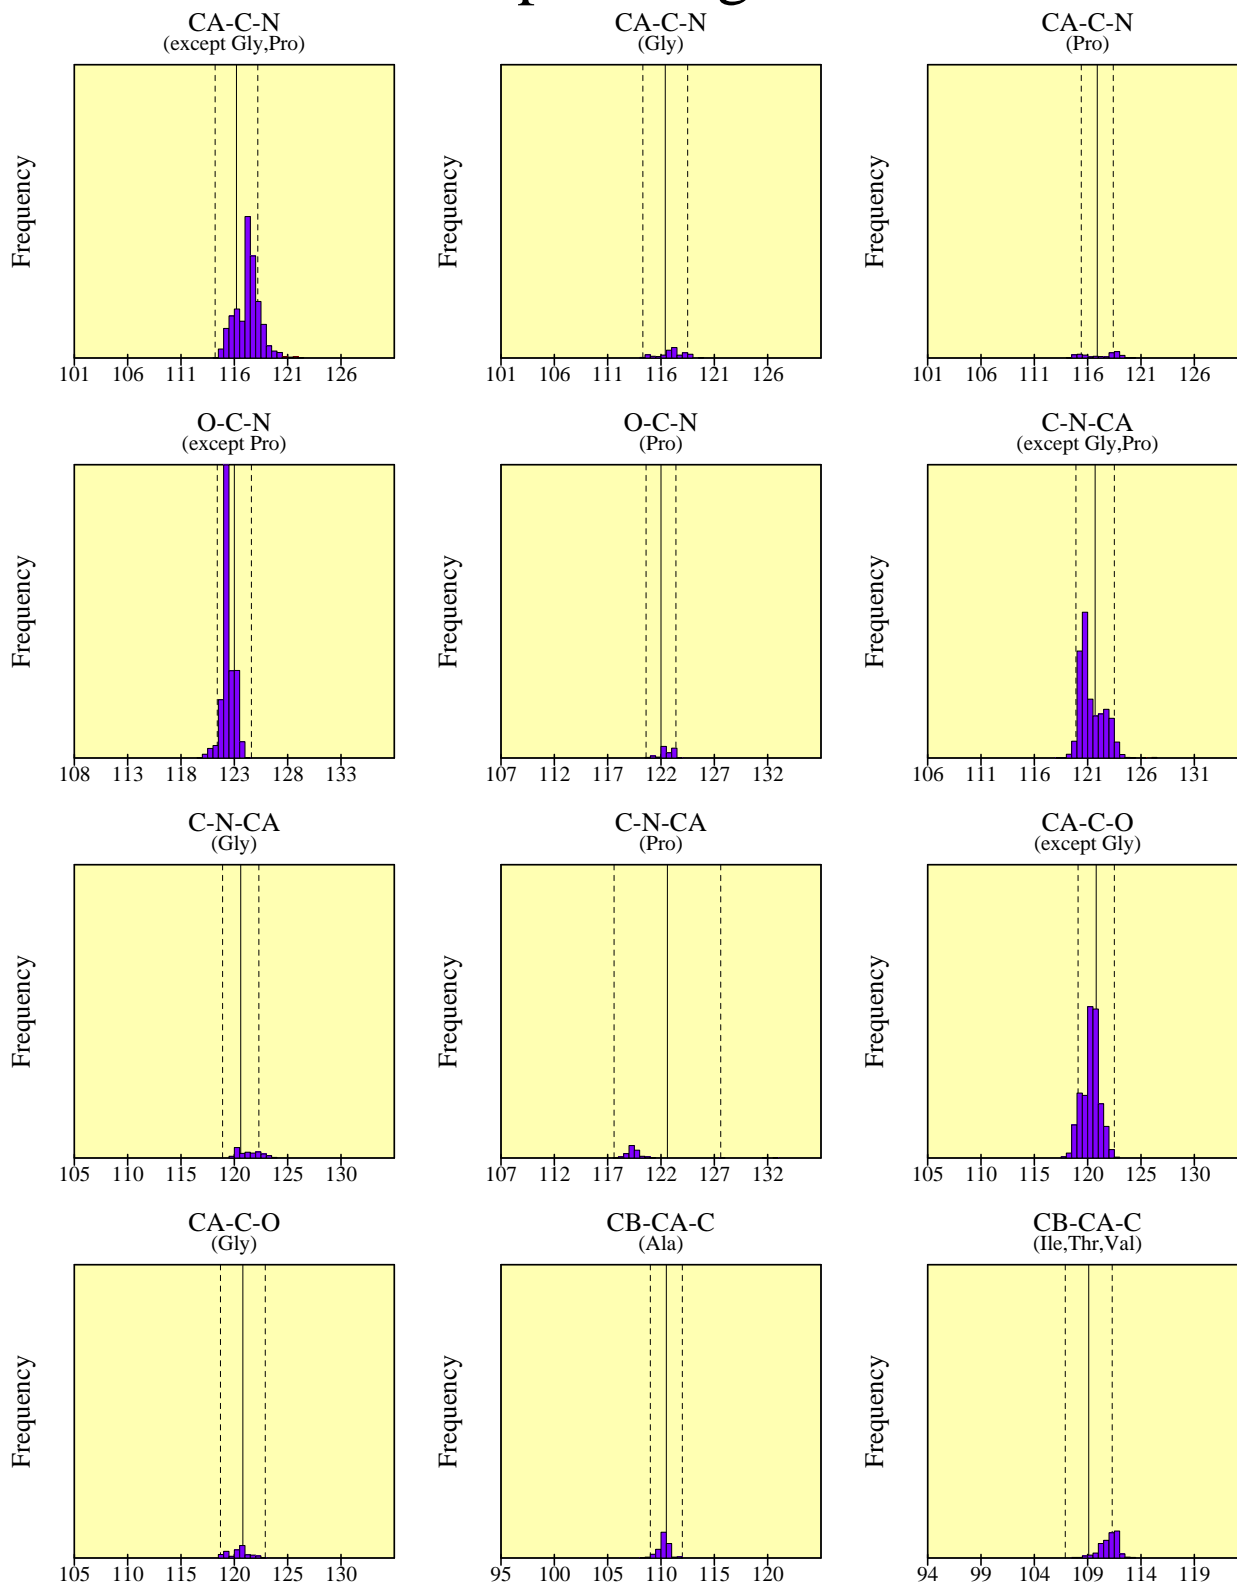 CA-C-N
(except Gly,Pro)
CA-C-N
(Gly)
CA-C-N
(Pro)
Frequency
Frequency
Frequency
101 106 111 116 121 126
101 106 111 116 121 126
101 106 111 116 121 126
O-C-N
(except Pro)
O-C-N
(Pro)
C-N-CA
(except Gly,Pro)
Frequency
Frequency
Frequency
108 113 118 123 128 133
107 112 117 122 127 132
106 111 116 121 126 131
C-N-CA
(Gly)
C-N-CA
(Pro)
CA-C-O
(except Gly)
Frequency
Frequency
Frequency
105 110 115 120 125 130
107 112 117 122 127 132
105 110 115 120 125 130
CA-C-O
(Gly)
CB-CA-C
(Ala)
CB-CA-C
(Ile,Thr,Val)
Frequency
Frequency
Frequency
105 110 115 120 125 130
95 100 105 110 115 120
94 99 104 109 114 119